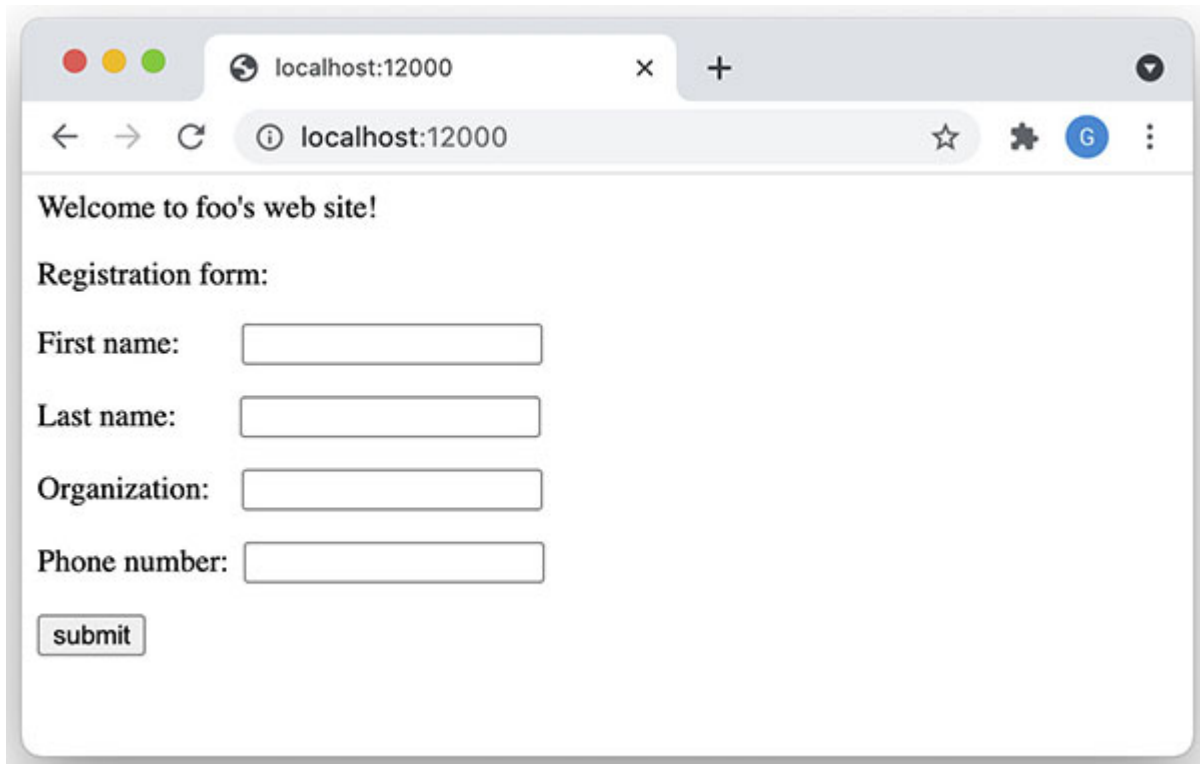 localhost:12000
localhost:12000
G
Welcome to foo's web site!
Registration form:
First name:
Last name:
Organization:
Phone number:
submit